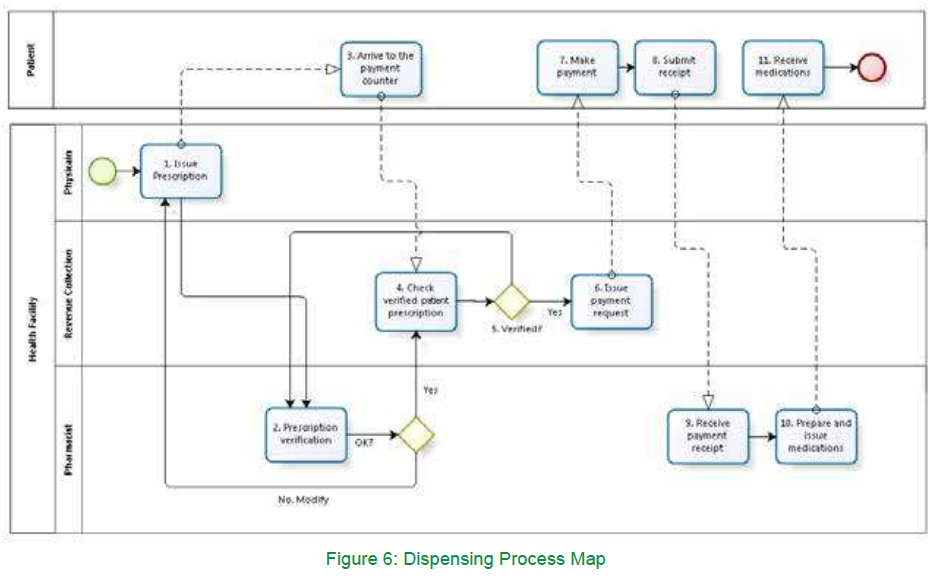 Patient
3. Arrive to the
payment
counter
7. Make
payment
8. Submit
receipt
11. Receive
medications
Health Facility
Physician
1. Issue
Prescription
Revenue Collection
4. Check
verified patient
prescription
5. Verified?
Yes
6. Issue
payment
request
Yes
Pharmacist
2. Prescription
verification
OK?
9. Receive
payment
receipt
10. Prepare and
issue
medications
No. Modify
Figure 6: Dispensing Process Map